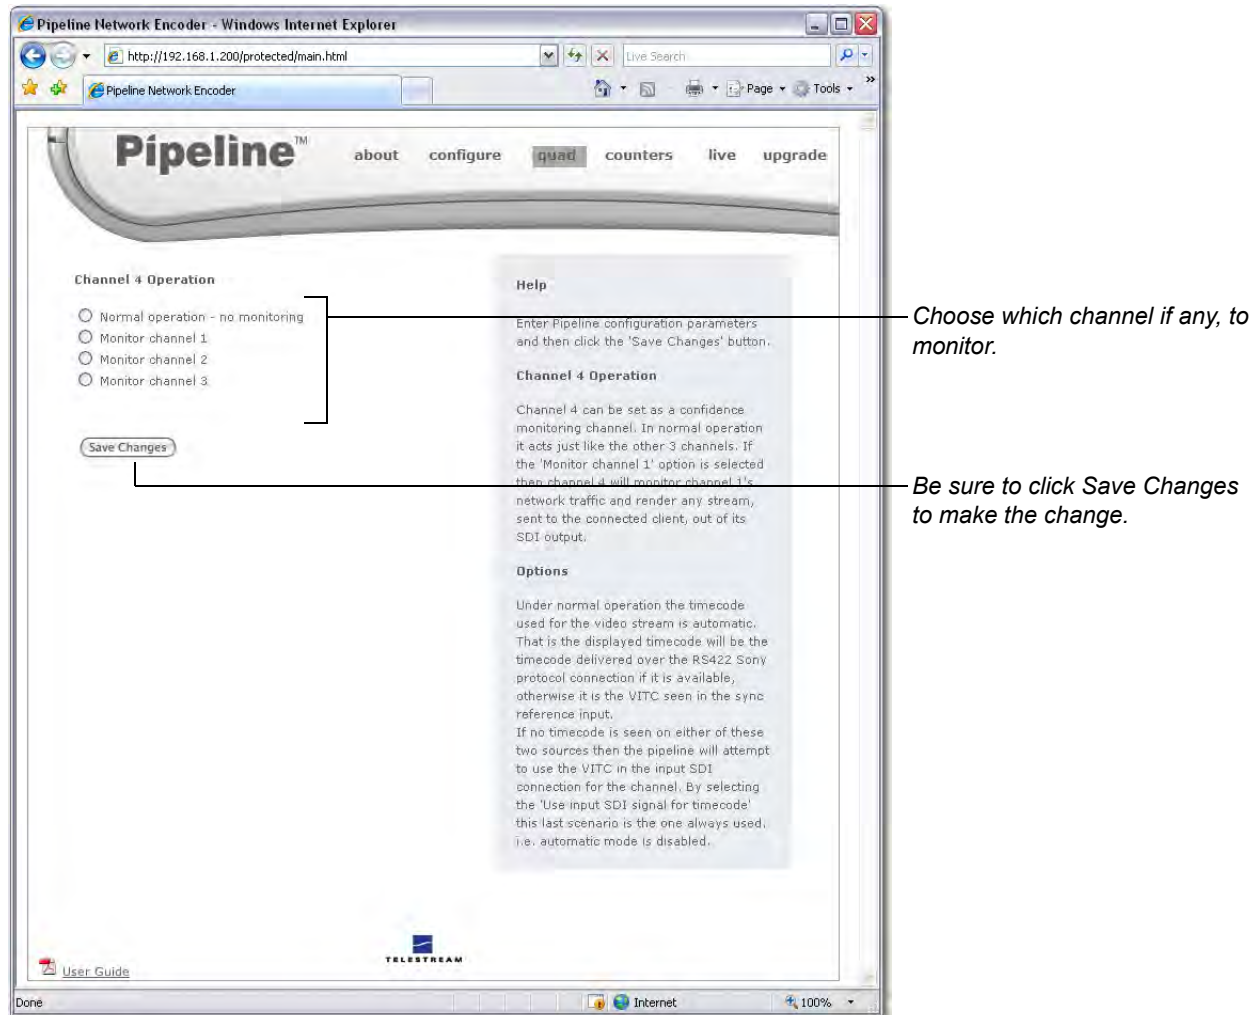 Pipeline Network Encoder - Windows Internet Explorer
http://192.168.1.200/protected/main.html
Live Search
Pipeline Network Encoder
Page
Tools
»
Pipeline™
about configure quad counters live upgrade
Channel 4 Operation
Normal operation - no monitoring
Monitor channel 1
Monitor channel 2
Monitor channel 3
Save Changes
Help
Enter Pipeline configuration parameters
and then click the 'Save Changes' button.
Channel 4 Operation
Channel 4 can be set as a confidence
monitoring channel. In normal operation
it acts just like the other 3 channels. If
the 'Monitor channel 1' option is selected
then channel 4 will monitor channel 1's
network traffic and render any stream,
sent to the connected client, out of its
SDI output.
Options
Under normal operation the timecode
used for the video stream is automatic.
That is the displayed timecode will be the
timecode delivered over the RS422 Sony
protocol connection if it is available,
otherwise it is the VITC seen in the sync
reference input.
If no timecode is seen on either of these
two sources then the pipeline will attempt
to use the VITC in the input SDI
connection for the channel. By selecting
the 'Use input SDI signal for timecode'
this last scenario is the one always used.
i.e. automatic mode is disabled.
Choose which channel if any, to
monitor.
Be sure to click Save Changes
to make the change.
TELESTREAM
User Guide
Done
Internet
100%